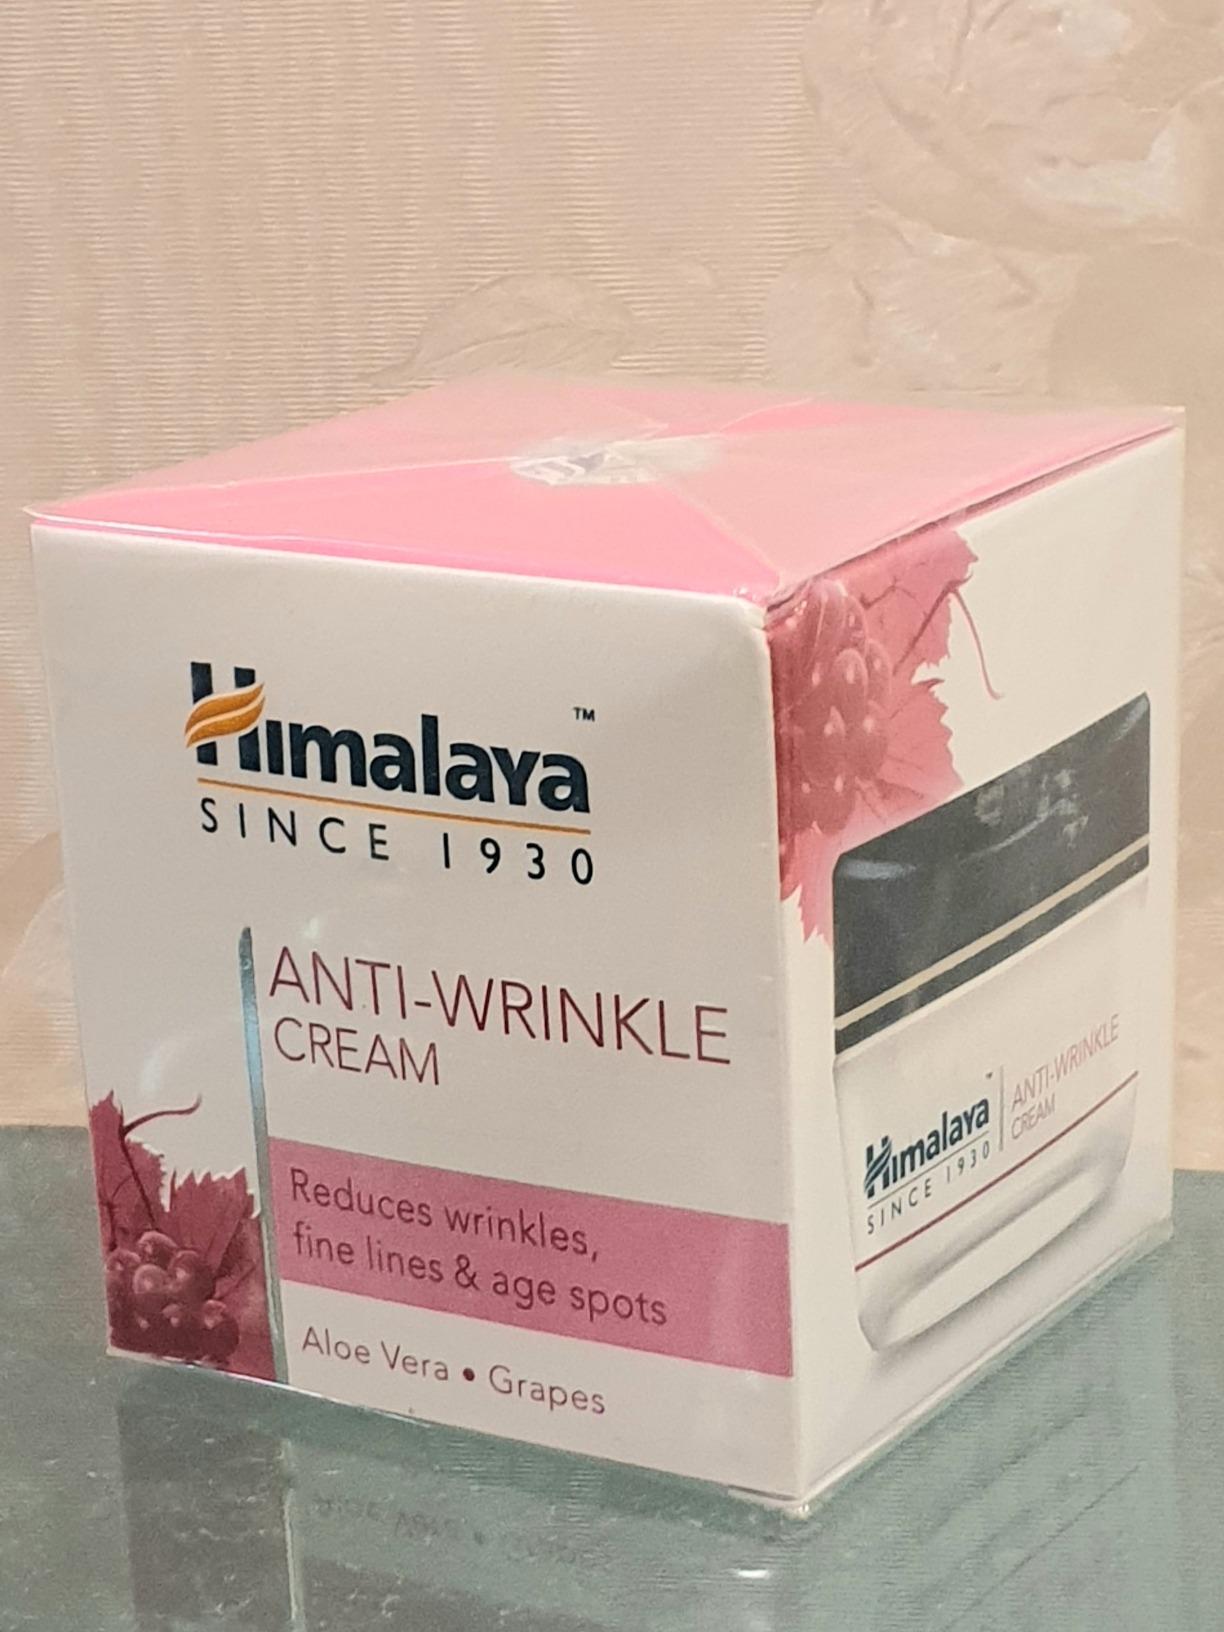 Himalaya™
SINCE 1930
ANTI-WRINKLE
CREAM
Reduces wrinkles,
fine lines & age spots
Aloe Vera • Grapes
Himalaya™
SINCE 1930
ANTI-WRINKLE
CREAM